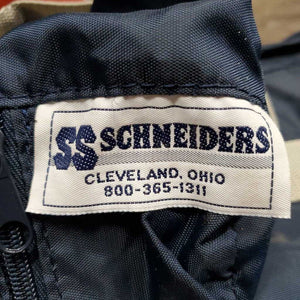 SS SCHNEIDERS
CLEVELAND, OHIO
800-365-1311